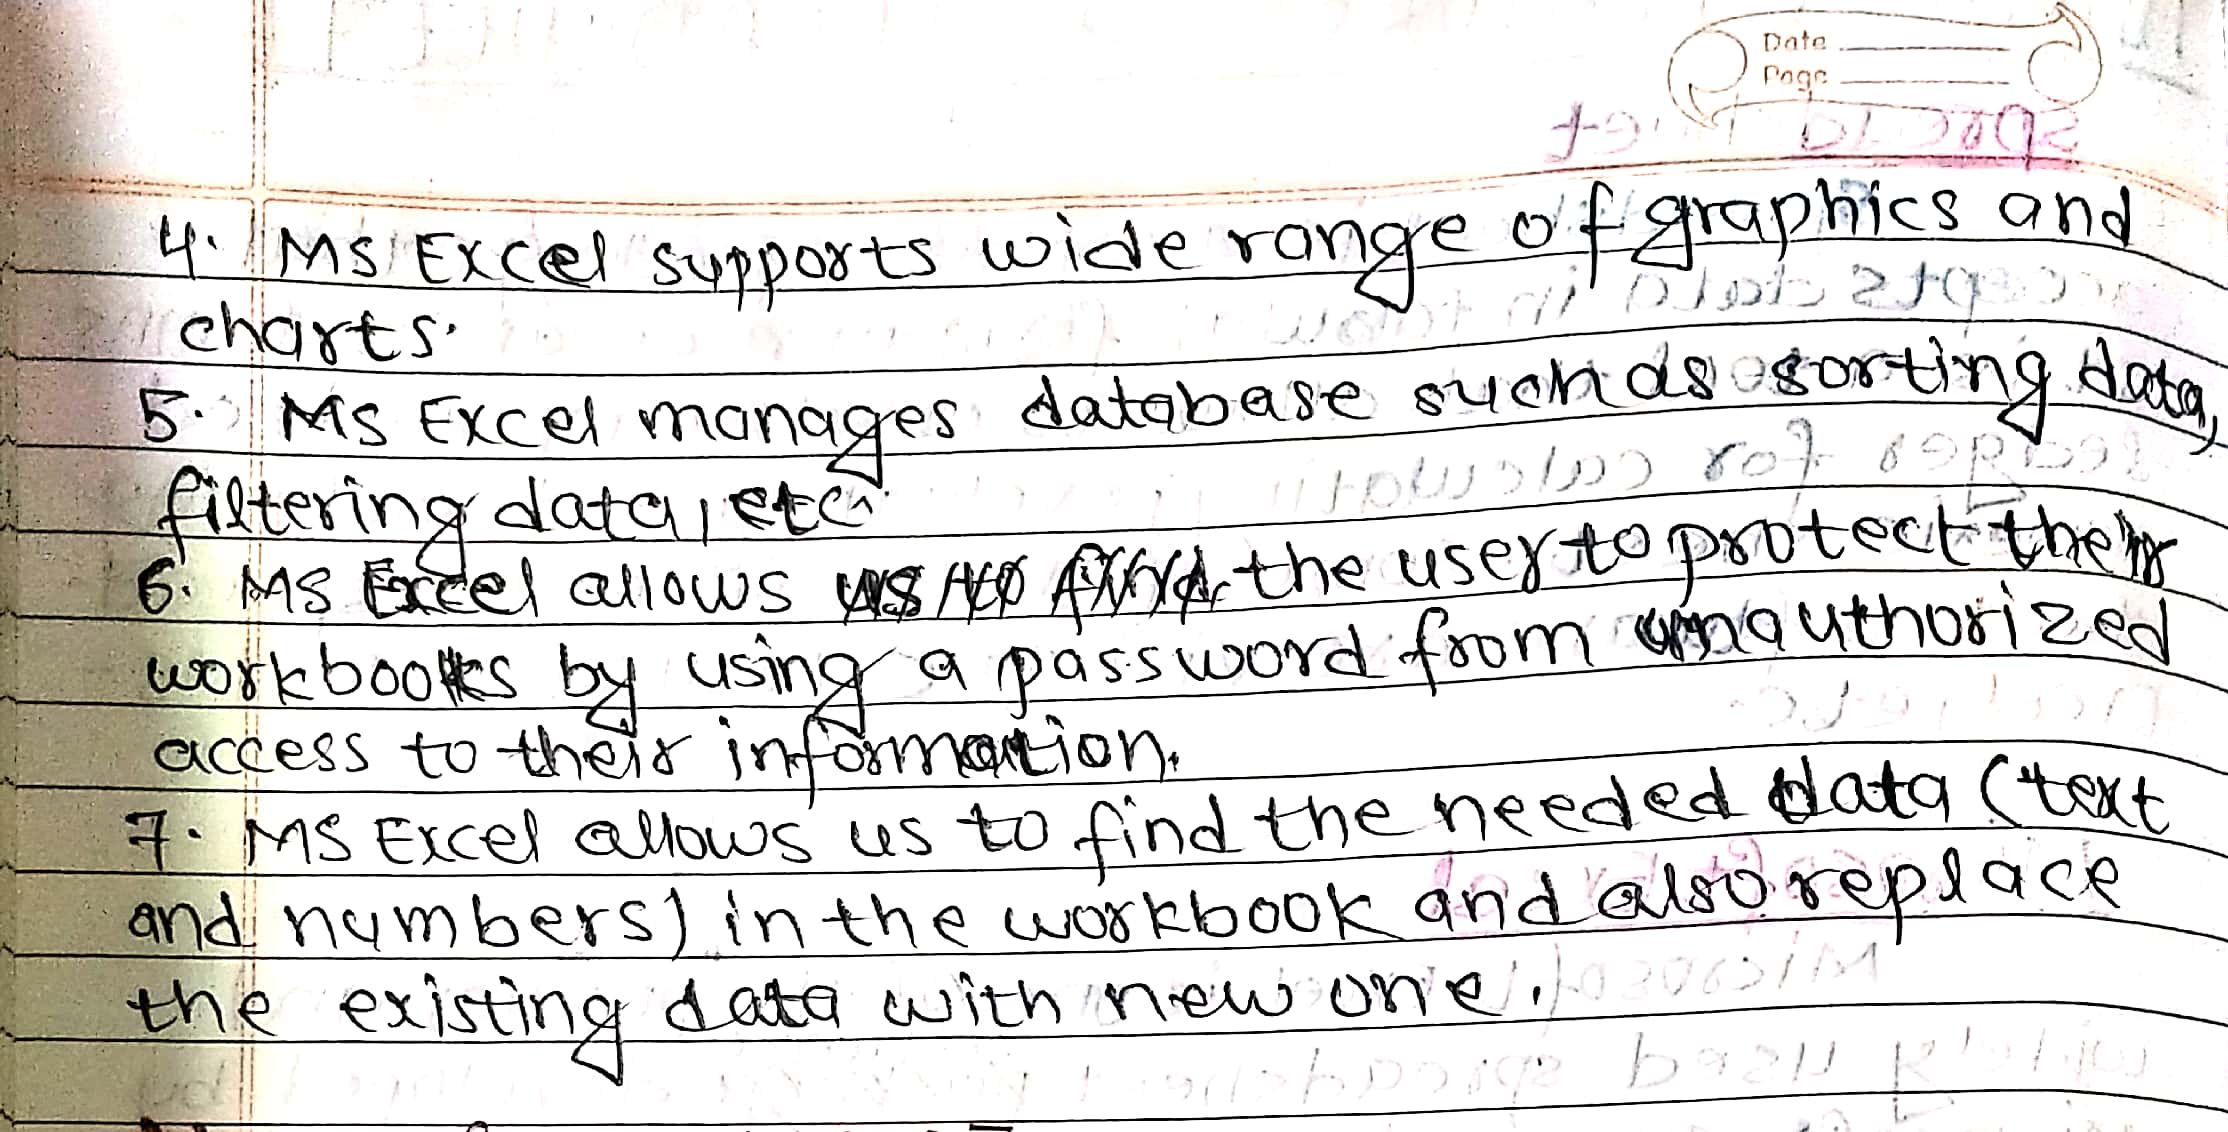 Date
Page
4. MS Excel supports wide range of graphics and
charts.
5. MS Excel manages database such as sorting data,
filtering data, etc.
6. MS Excel allows the user to protect their
workbooks by using a password from unauthorized
access to their information.
7. MS Excel allows us to find the needed data (text
and numbers) in the workbook and also replace
the existing data with new one.